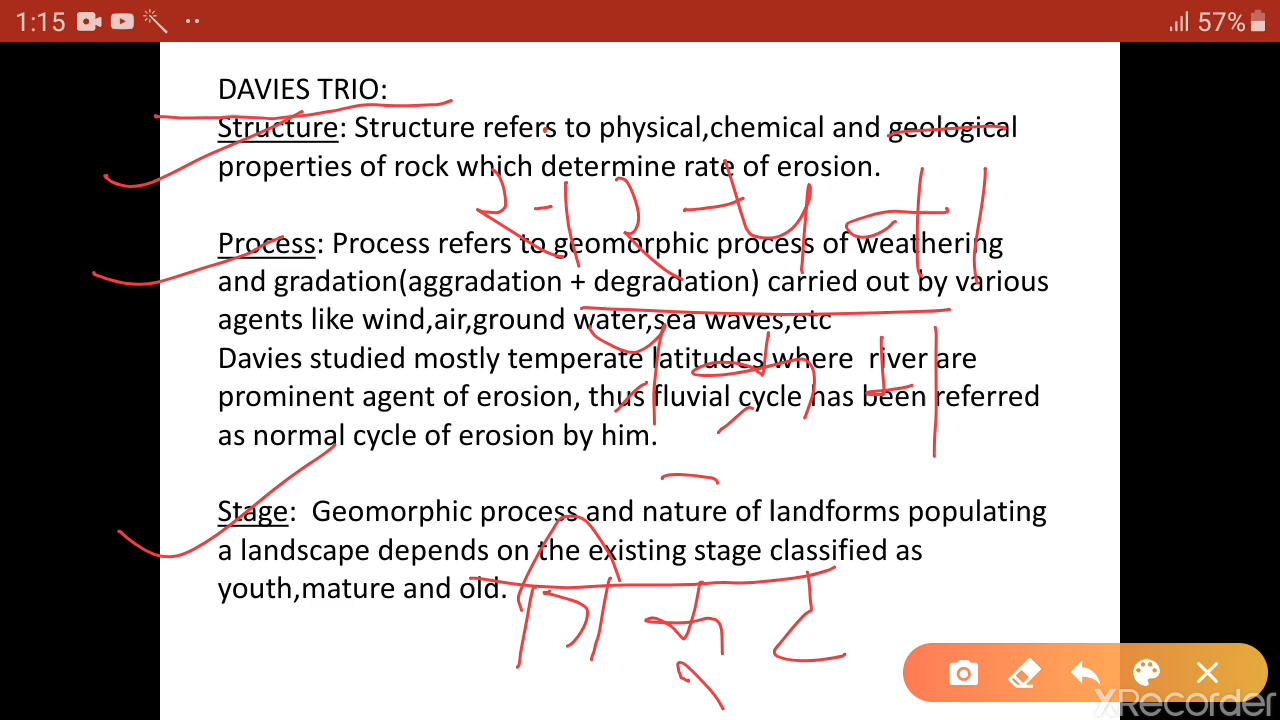 1:15
57%
DAVIES TRIO:
Structure: Structure refers to physical,chemical and geological
properties of rock which determine rate of erosion.
Process: Process refers to geomorphic process of weathering
and gradation(aggradation + degradation) carried out by various
agents like wind,air,ground water,sea waves,etc
Davies studied mostly temperate latitudes where river are
prominent agent of erosion, thus fluvial cycle has been referred
as normal cycle of erosion by him.
Stage: Geomorphic process and nature of landforms populating
a landscape depends on the existing stage classified as
youth,mature and old.
XRecorder